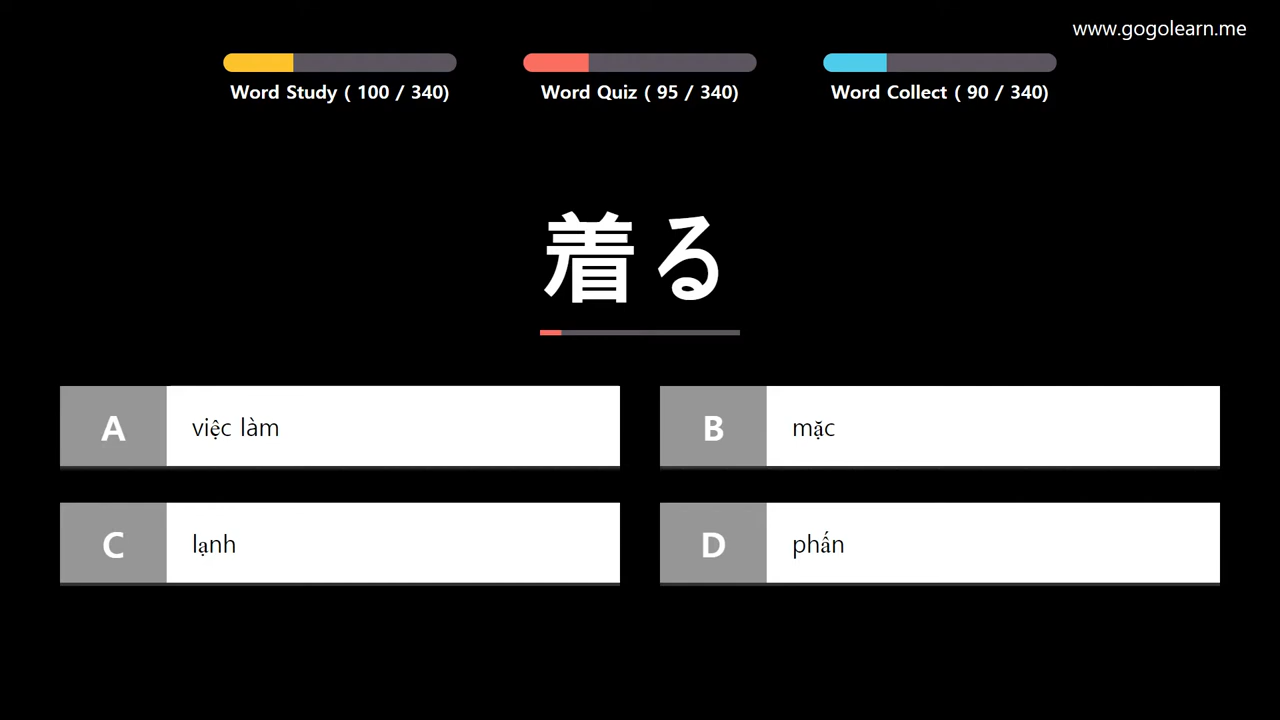 www.gogolearn.me
Word Study ( 100 / 340)
Word Quiz ( 95 / 340)
Word Collect ( 90 / 340)
着る
A việc làm
B mặc
C lạnh
D phấn